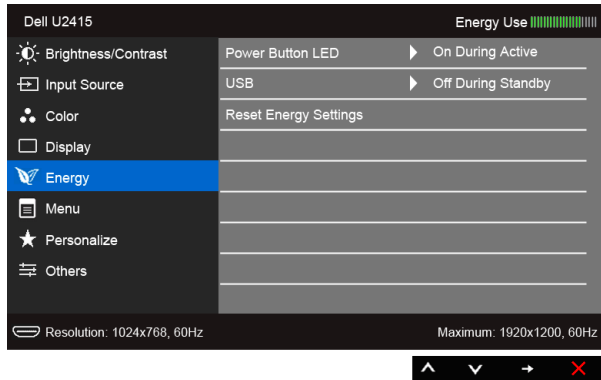 Dell U2415 Energy Use
Brightness/Contrast Power Button LED On During Active
Input Source USB Off During Standby
Color Reset Energy Settings
Display
Energy
Menu
Personalize
Others
Resolution: 1024x768, 60Hz Maximum: 1920x1200, 60Hz